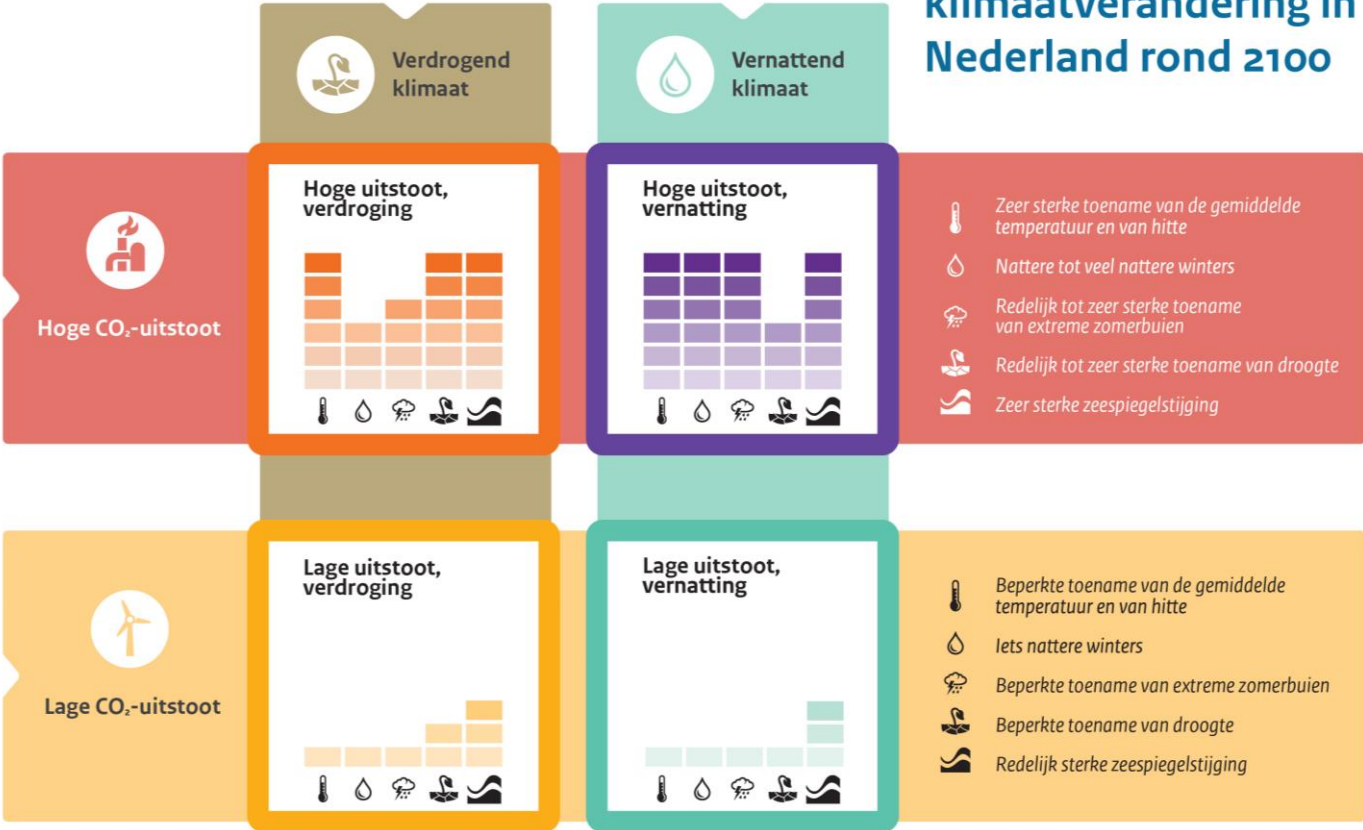 klimaatverandering in
Nederland rond 2100
Verdrogend
klimaat
Vernattend
klimaat
Hoge CO₂-uitstoot
Hoge uitstoot,
verdroging
Hoge uitstoot,
vernatting
Zeer sterke toename van de gemiddelde
temperatuur en van hitte
Nattere tot veel nattere winters
Redelijk tot zeer sterke toename
van extreme zomerbuien
Redelijk tot zeer sterke toename van droogte
Zeer sterke zeespiegelstijging
Lage CO₂-uitstoot
Lage uitstoot,
verdroging
Lage uitstoot,
vernatting
Beperkte toename van de gemiddelde
temperatuur en van hitte
Iets nattere winters
Beperkte toename van extreme zomerbuien
Beperkte toename van droogte
Redelijk sterke zeespiegelstijging